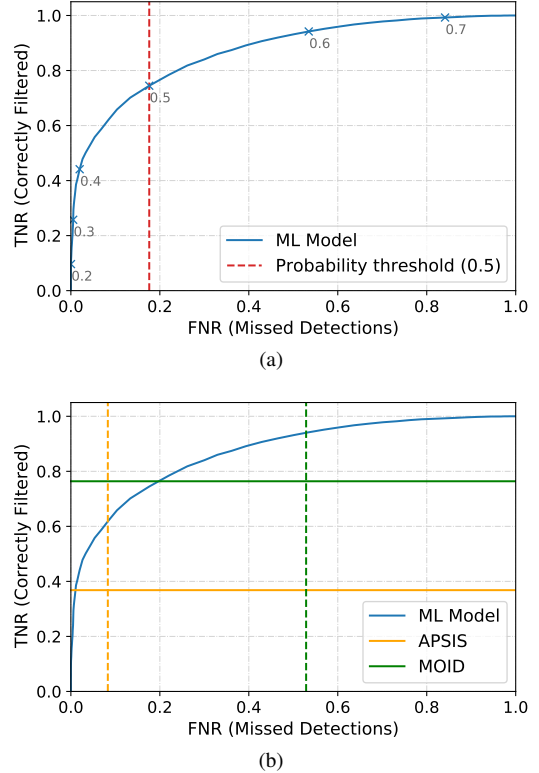 1.0
0.8
0.6
0.4
0.2
0.0
TNR (Correctly Filtered)
0.7
0.6
0.5
0.4
0.3
0.2
ML Model
Probability threshold (0.5)
0.0 0.2 0.4 0.6 0.8 1.0
FNR (Missed Detections)
(a)
1.0
0.8
0.6
0.4
0.2
0.0
TNR (Correctly Filtered)
ML Model
APSIS
MOID
0.0 0.2 0.4 0.6 0.8 1.0
FNR (Missed Detections)
(b)